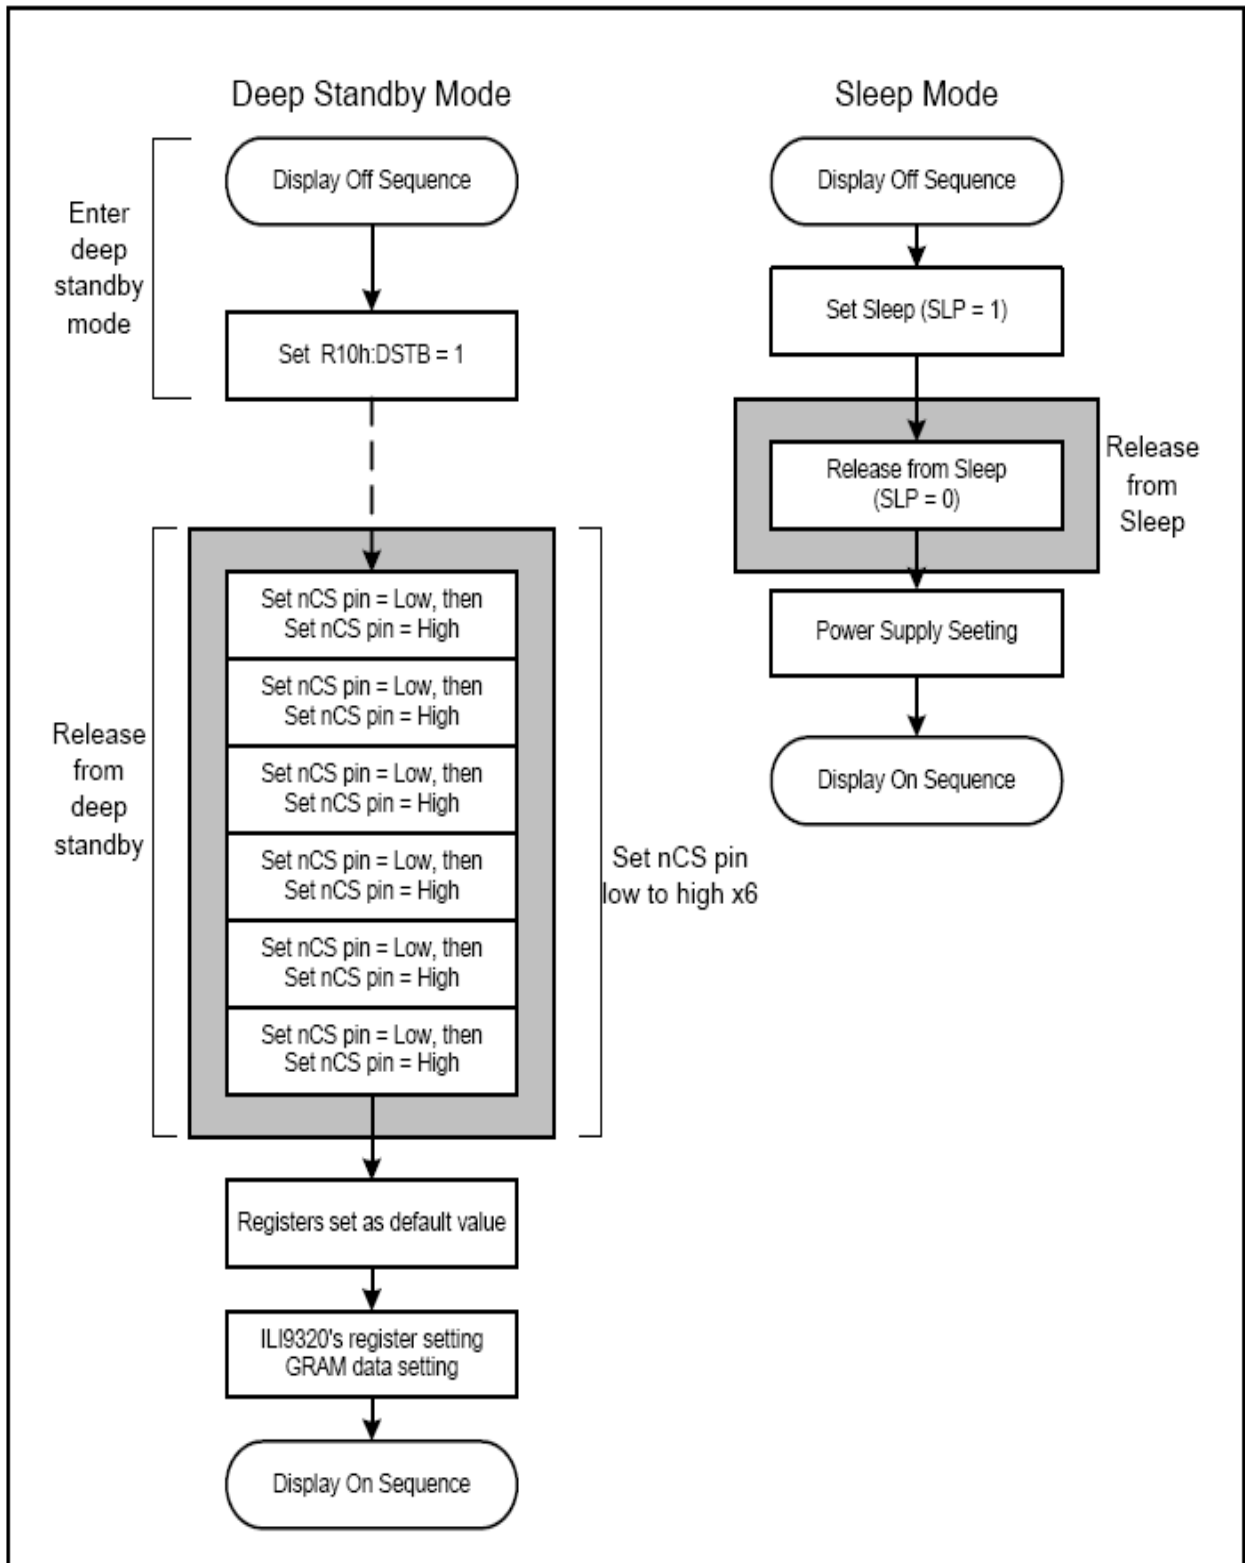 Deep Standby Mode
Enter
deep
standby
mode
Display Off Sequence
Set R10h:DSTB = 1
Release
from
deep
standby
Set nCS pin = Low, then
Set nCS pin = High
Set nCS pin = Low, then
Set nCS pin = High
Set nCS pin = Low, then
Set nCS pin = High
Set nCS pin = Low, then
Set nCS pin = High
Set nCS pin = Low, then
Set nCS pin = High
Set nCS pin = Low, then
Set nCS pin = High
Set nCS pin
low to high x6
Registers set as default value
ILI9320's register setting
GRAM data setting
Display On Sequence
Sleep Mode
Display Off Sequence
Set Sleep (SLP = 1)
Release from Sleep
(SLP = 0)
Release
from
Sleep
Power Supply Seeting
Display On Sequence